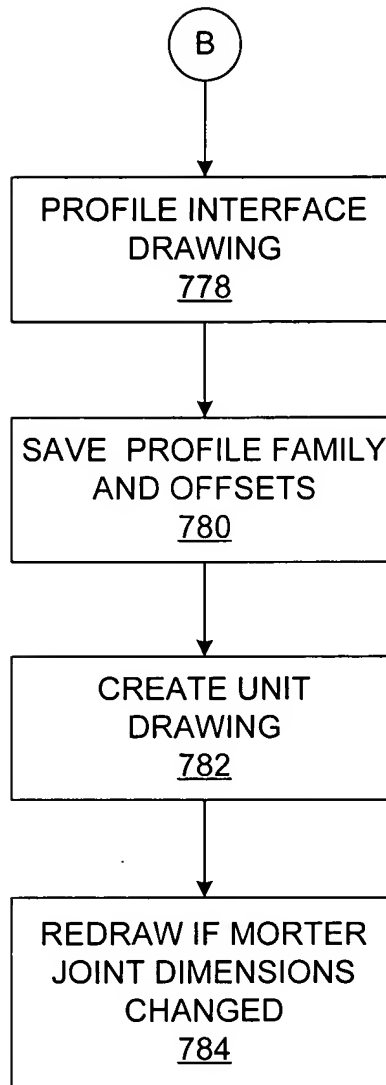 B
PROFILE INTERFACE
DRAWING
778
SAVE PROFILE FAMILY
AND OFFSETS
780
CREATE UNIT
DRAWING
782
REDRAW IF MORTER
JOINT DIMENSIONS
CHANGED
784